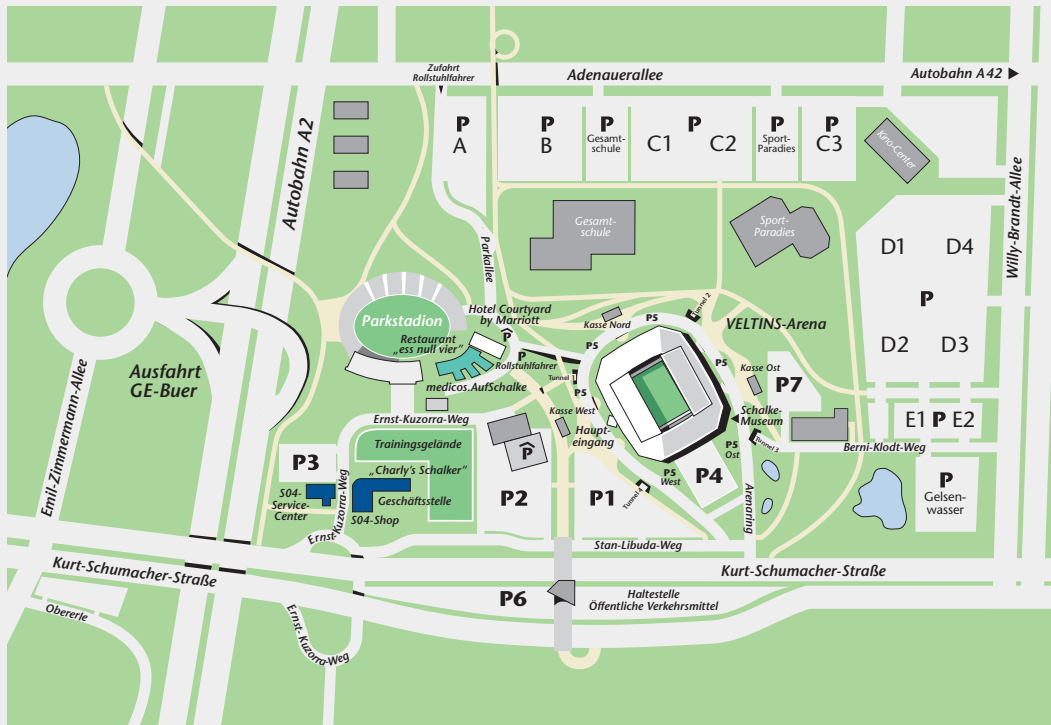 Zufahrt
Rollstuhlfahrer
Adenauerallee
Autobahn A42
Autobahn A2
P
A
P
B
P
Gesamt-
schule
P
C1
C2
P
Sport-
Paradies
P
C3
Kino-Center
Willy-Brandt-Allee
Gesamt-
schule
Sport-
Paradies
D1
D4
P
D2
D3
Parkallee
Hotel Courtyard
by Marriott
P
Parkstadion
Restaurant
„ess null vier“
P
Rollstuhlfahrer
medicos.AufSchalke
Kasse Nord
P5
Tunnel 2
VELTINS-Arena
P5
P5
Tunnel 1
P5
Kasse Ost
P7
Ausfahrt
GE-Buer
Emil-Zimmermann-Allee
Ernst-Kuzorra-Weg
Kasse West
Haupt-
eingang
Schalke-
Museum
E1 P E2
Trainingsgelände
P
P5
Ost
Tunnel 3
Berni-Klodt-Weg
P3
„Charly’s Schalker“
P5
West
P4
P
Gelsen-
wasser
S04-
Service-
Center
Ernst-Kuzorra-Weg
Geschäftsstelle
S04-Shop
P2
P1
Tunnel 4
Arenaring
Ernst-Kuzorra-Weg
Stan-Libuda-Weg
Kurt-Schumacher-Straße
Kurt-Schumacher-Straße
P6
Haltestelle
Öffentliche Verkehrsmittel
Obererle
Ernst-Kuzorra-Weg